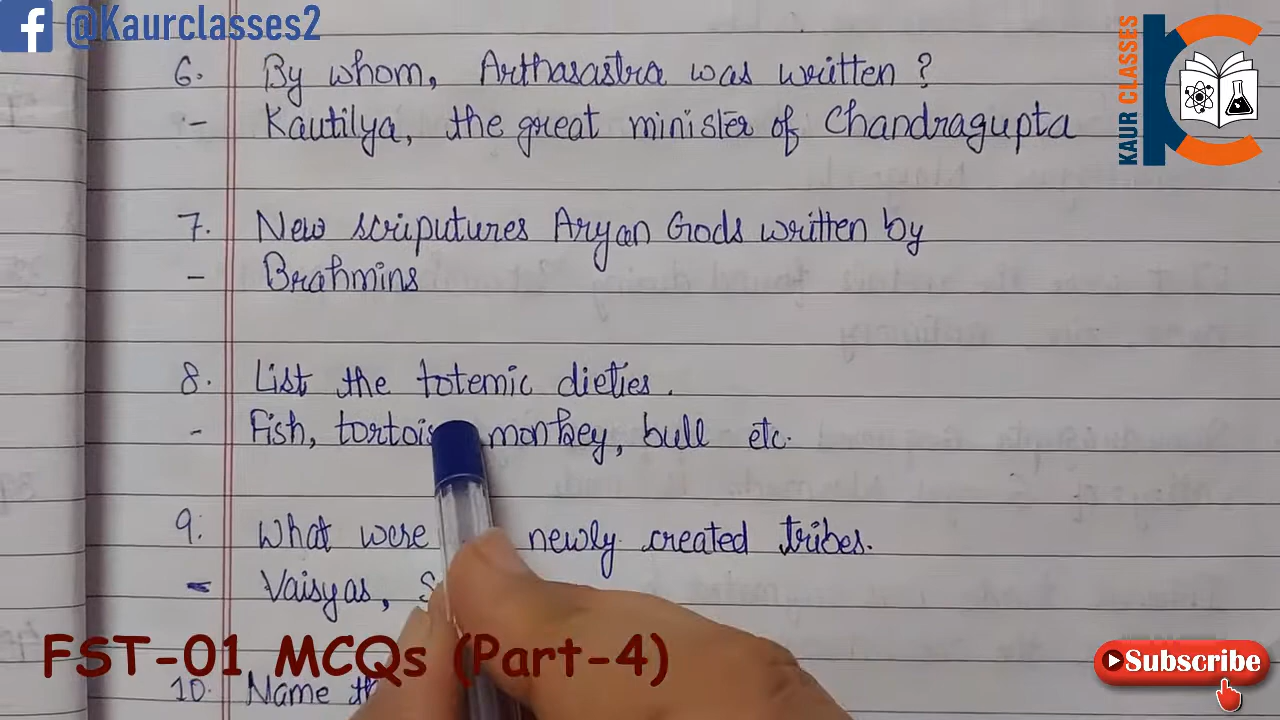 @Kaurclasses2
KAUR CLASSES
6. By whom, Arthasastra was written ?
- Kautilya, the great minister of Chandragupta
7. New scriputures Aryan Gods written by
- Brahmins
8. List the totemic dieties.
- Fish, tortois monkey, bull etc.
9. What were newly created tribes.
- Vaisyas, S
FST-01 MCQs (Part-4)
10. Name th
Subscribe